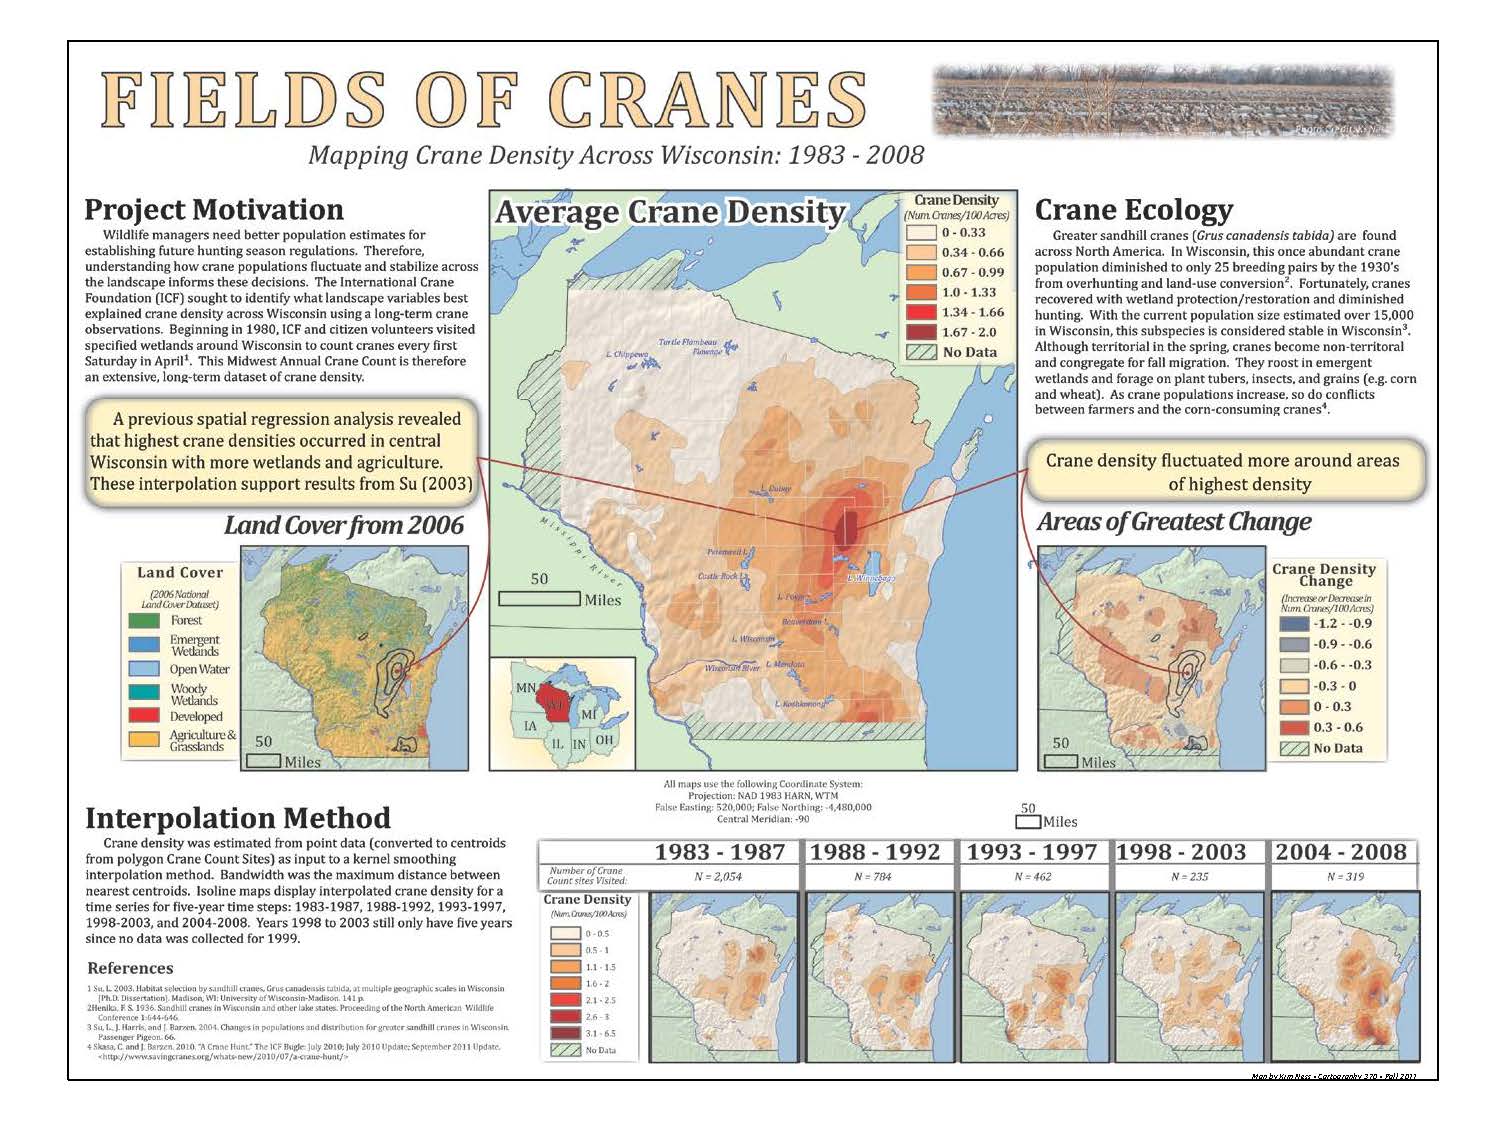 FIELDS OF CRANES
Mapping Crane Density Across Wisconsin: 1983 - 2008
Project Motivation
Wildlife managers need better population estimates for
establishing future hunting season regulations. Therefore,
understanding how crane populations fluctuate and stabilize across
the landscape informs these decisions. The International Crane
Foundation (ICF) sought to identify what landscape variables best
explained crane density across Wisconsin using a long-term crane
observations. Beginning in 1980, ICF and citizen volunteers visited
specified wetlands around Wisconsin to count cranes every first
Saturday in April¹. This Midwest Annual Crane Count is therefore
an extensive, long-term dataset of crane density.
A previous spatial regression analysis revealed
that highest crane densities occurred in central
Wisconsin with more wetlands and agriculture.
These interpolation support results from Su (2003)
Land Cover from 2006
Land Cover
(2006 National
Land Cover Dataset)
Forest
Emergent
Wetlands
Open Water
Woody
Wetlands
Developed
Agriculture &
Grasslands
50
Miles
Average Crane Density
Crane Density
(Num. Cranes/100 Acres)
0 - 0.33
0.34 - 0.66
0.67 - 0.99
1.0 - 1.33
1.34 - 1.66
1.67 - 2.0
No Data
L. Chippewa
Turtle Flambeau
Flowage
L. Dubay
Mississippi River
Petenwell L.
Castle Rock L.
L. Winnebago
L. Poygan
Beaverdam L.
L. Wisconsin
Wisconsin River
L. Mendota
L. Koshkonong
50
Miles
MN
WI
MI
IA
IL
IN
OH
All maps use the following Coordinate System:
Projection: NAD 1983 HARN, WTM
False Easting: 520,000; False Northing: -4,480,000
Central Meridian: -90
Crane Ecology
Greater sandhill cranes (Grus canadensis tabida) are found
across North America. In Wisconsin, this once abundant crane
population diminished to only 25 breeding pairs by the 1930's
from overhunting and land-use conversion². Fortunately, cranes
recovered with wetland protection/restoration and diminished
hunting. With the current population size estimated over 15,000
in Wisconsin, this subspecies is considered stable in Wisconsin³.
Although territorial in the spring, cranes become non-territoral
and congregate for fall migration. They roost in emergent
wetlands and forage on plant tubers, insects, and grains (e.g. corn
and wheat). As crane populations increase, so do conflicts
between farmers and the corn-consuming cranes⁴.
Crane density fluctuated more around areas
of highest density
Areas of Greatest Change
50
Miles
Crane Density
Change
(Increase or Decrease in
Num. Cranes/100 Acres)
-1.2 - -0.9
-0.9 - -0.6
-0.6 - -0.3
-0.3 - 0
0 - 0.3
0.3 - 0.6
No Data
Interpolation Method
Crane density was estimated from point data (converted to centroids
from polygon Crane Count Sites) as input to a kernel smoothing
interpolation method. Bandwidth was the maximum distance between
nearest centroids. Isoline maps display interpolated crane density for a
time series for five-year time steps: 1983-1987, 1988-1992, 1993-1997,
1998-2003, and 2004-2008. Years 1998 to 2003 still only have five years
since no data was collected for 1999.
References
1 Su, L. 2003. Habitat selection by sandhill cranes, Grus canadensis tabida, at multiple geographic scales in Wisconsin
[Ph.D. Dissertation]. Madison, WI: University of Wisconsin-Madison. 141 p.
2Henika, F. S. 1936. Sandhill cranes in Wisconsin and other lake states. Proceeding of the North American Wildlife
Conference 1:644-646.
3 Su, L., J. Harris, and J. Barzen. 2004. Changes in populations and distribution for greater sandhill cranes in Wisconsin.
Passenger Pigeon. 66.
4 Skasa, C. and J. Barzen. 2010. "A Crane Hunt." The ICF Bugle: July 2010; July 2010 Update; September 2011 Update.
<http://www.savingcranes.org/whats-new/2010/07/a-crane-hunt/>
50
Miles
1983 - 1987
1988 - 1992
1993 - 1997
1998 - 2003
2004 - 2008
Number of Crane
Count sites Visited:
N = 2,054
N = 784
N = 462
N = 235
N = 319
Crane Density
(Num. Cranes/100 Acres)
0 - 0.5
0.5 - 1
1.1 - 1.5
1.6 - 2
2.1 - 2.5
2.6 - 3
3.1 - 6.5
No Data
Map by Kim Ness • Cartography 370 • Fall 2011